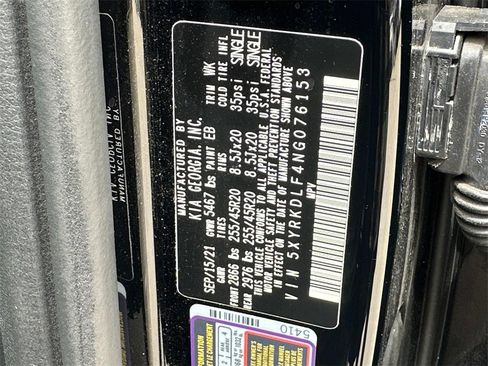 MANUFACTURED BY
KIA GEORGIA, INC.
SEP/15/21 PAINT EB TRIM WK
GVWR 5467 lbs
GAWR RIMS COLD TIRE INFL
FRONT 2866 lbs 255/45R20 8.5Jx20 35psi SINGLE
REAR 2976 lbs 255/45R20 8.5Jx20 35psi SINGLE
THIS VEHICLE CONFORMS TO ALL APPLICABLE U.S.A. FEDERAL
MOTOR VEHICLE SAFETY AND THEFT PREVENTION STANDARDS
IN EFFECT ON THE DATE OF MANUFACTURE SHOWN ABOVE
VIN 5XYRKDLF4NG076153
MPV
5410